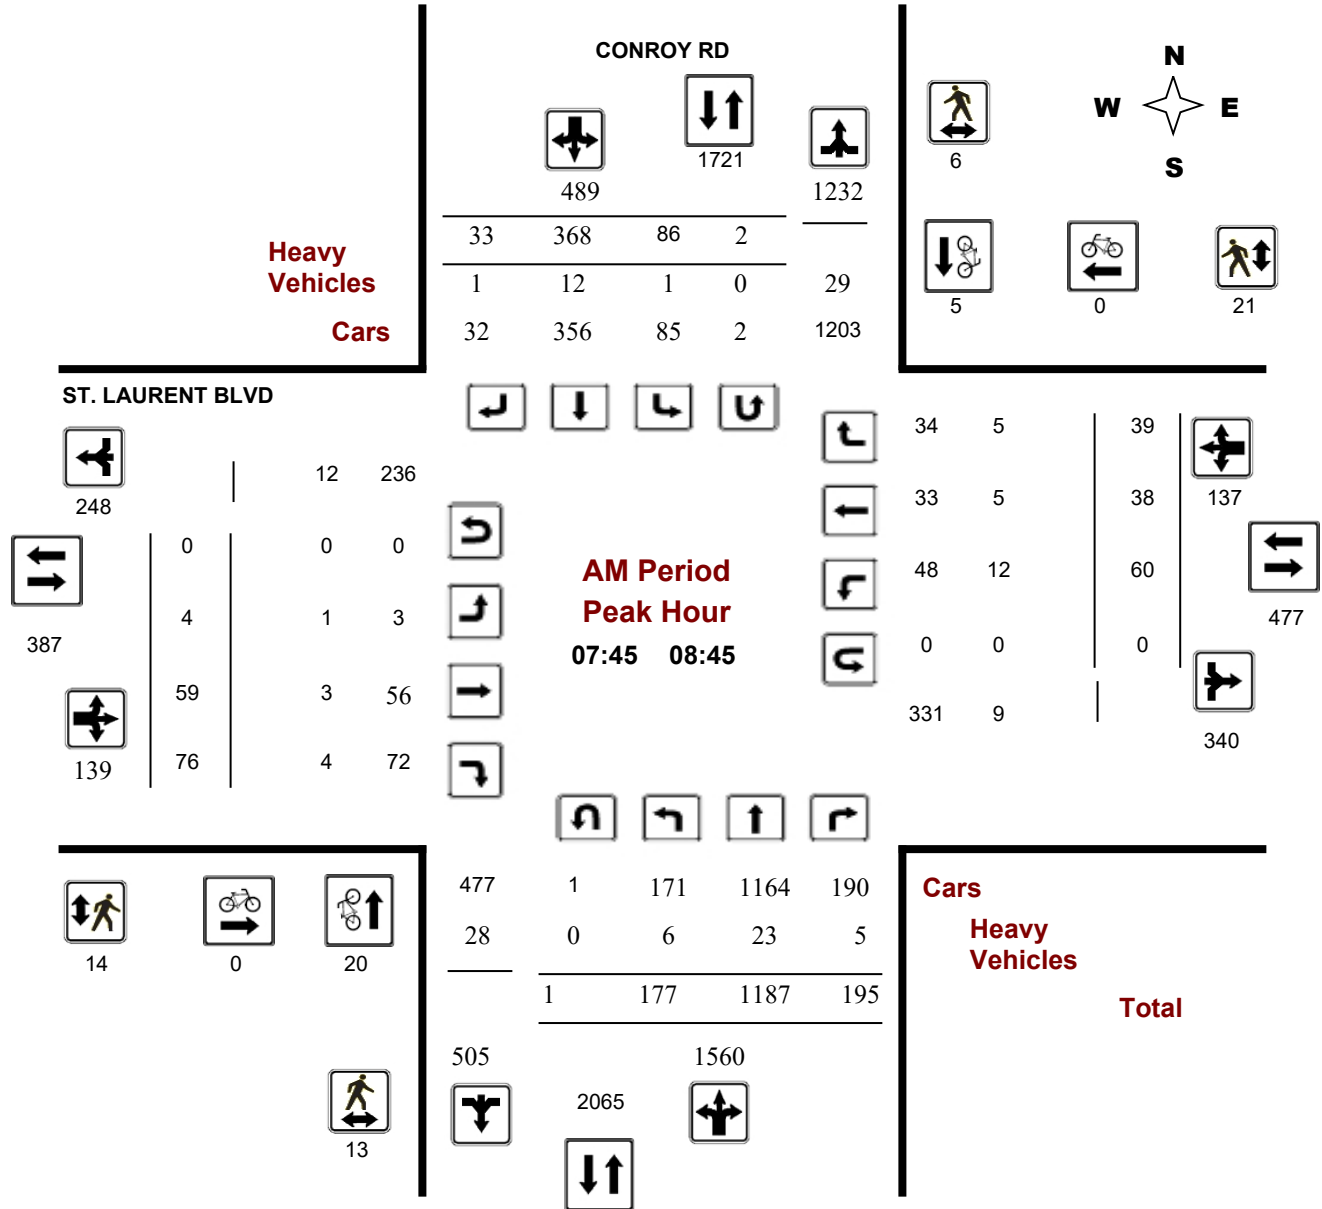 CONROY RD
N
W E
S
1721
6
489 1232
33 368 86 2
Heavy
Vehicles
1 12 1 0 29
5 0 21
Cars 32 356 85 2 1203
ST. LAURENT BLVD
34 5 39
12 236
248
33 5 38 137
0 0 0
AM Period
48 12 60
Peak Hour
4 1 3
477
387
07:45 08:45
0 0 0
59 3 56
331 9
340
139 76 4 72
477 1 171 1164 190
Cars
28 0 6 23 5
Heavy
Vehicles
14 0 20
1 177 1187 195
Total
505 1560
2065
13